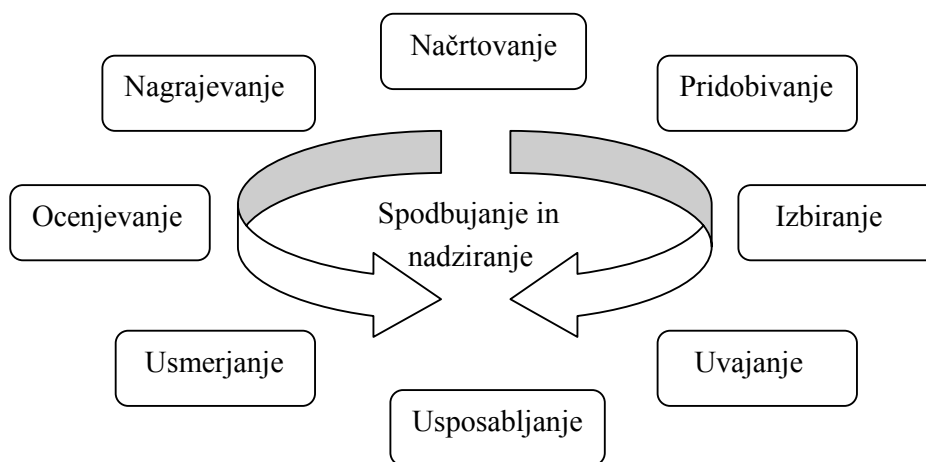 Načrtovanje
Nagrajevanje
Pridobivanje
Ocenjevanje
Spodbujanje in
nadziranje
Izbiranje
Usmerjanje
Uvajanje
Usposabljanje